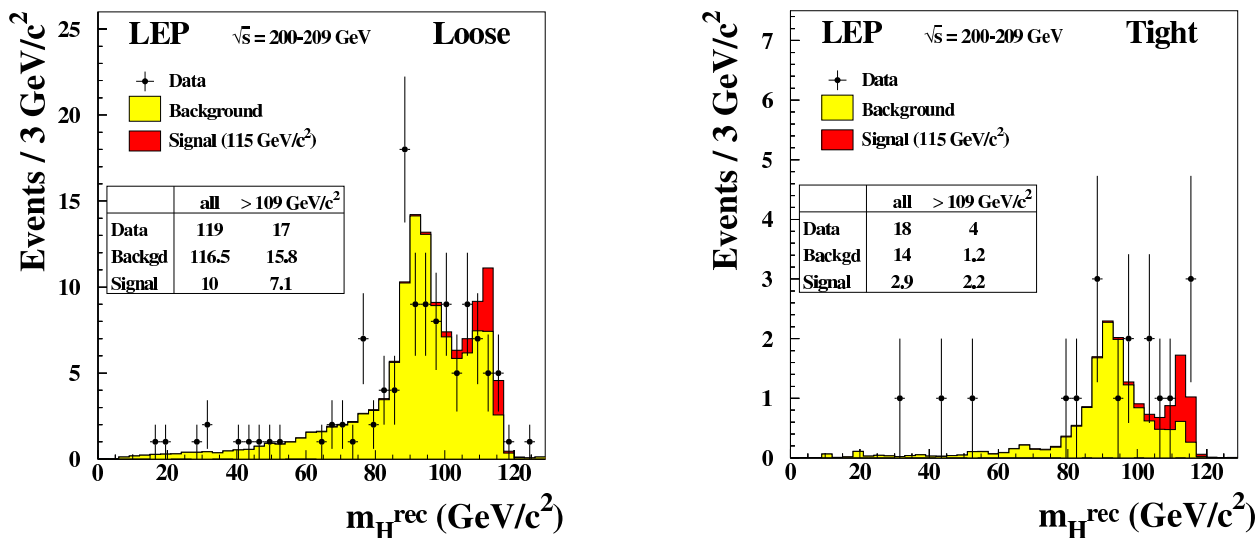 LEP √s = 200-209 GeV Loose
Data
Background
Signal (115 GeV/c²)
all > 109 GeV/c²
Data 119 17
Backgd 116.5 15.8
Signal 10 7.1
Events / 3 GeV/c²
25
20
15
10
5
0
0 20 40 60 80 100 120
m_H^rec (GeV/c²)
LEP √s = 200-209 GeV Tight
Data
Background
Signal (115 GeV/c²)
all > 109 GeV/c²
Data 18 4
Backgd 14 1.2
Signal 2.9 2.2
Events / 3 GeV/c²
7
6
5
4
3
2
1
0
0 20 40 60 80 100 120
m_H^rec (GeV/c²)